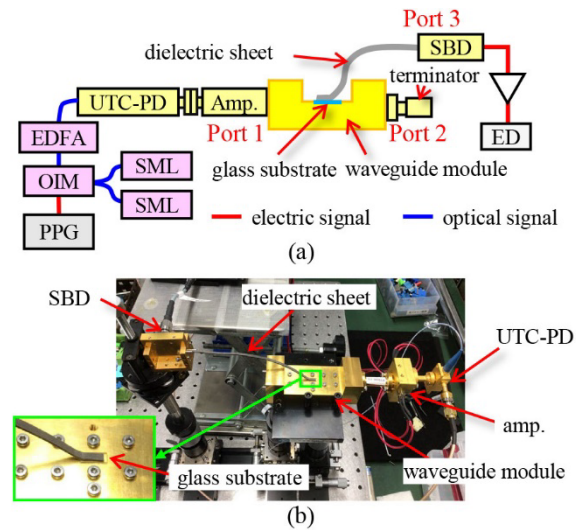 Port 3
dielectric sheet
SBD
terminator
UTC-PD
Amp.
Port 1
Port 2
EDFA
glass substrate
waveguide module
ED
OIM
SML
SML
electric signal
optical signal
PPG
(a)
SBD
dielectric sheet
UTC-PD
amp.
glass substrate
waveguide module
(b)